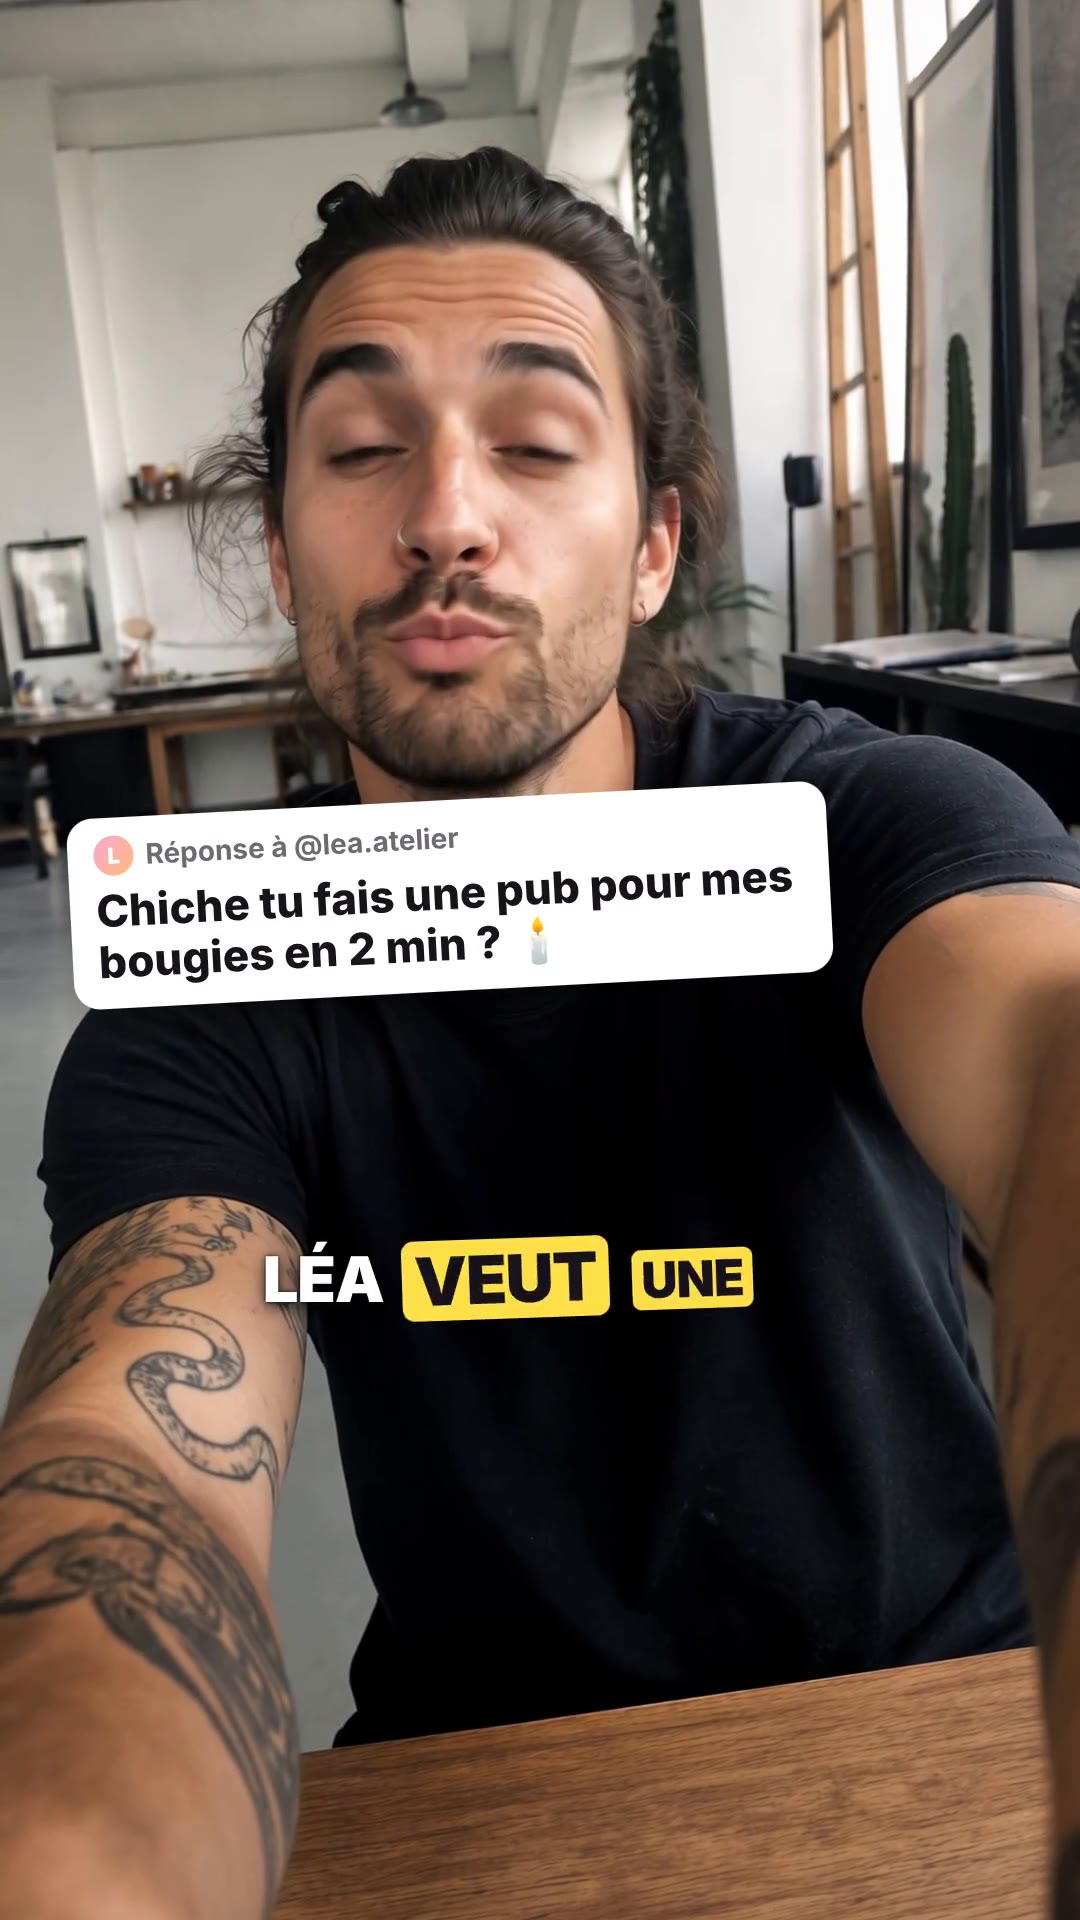 L Réponse à @lea.atelier
Chiche tu fais une pub pour mes
bougies en 2 min ? 🕯️
LÉA VEUT UNE